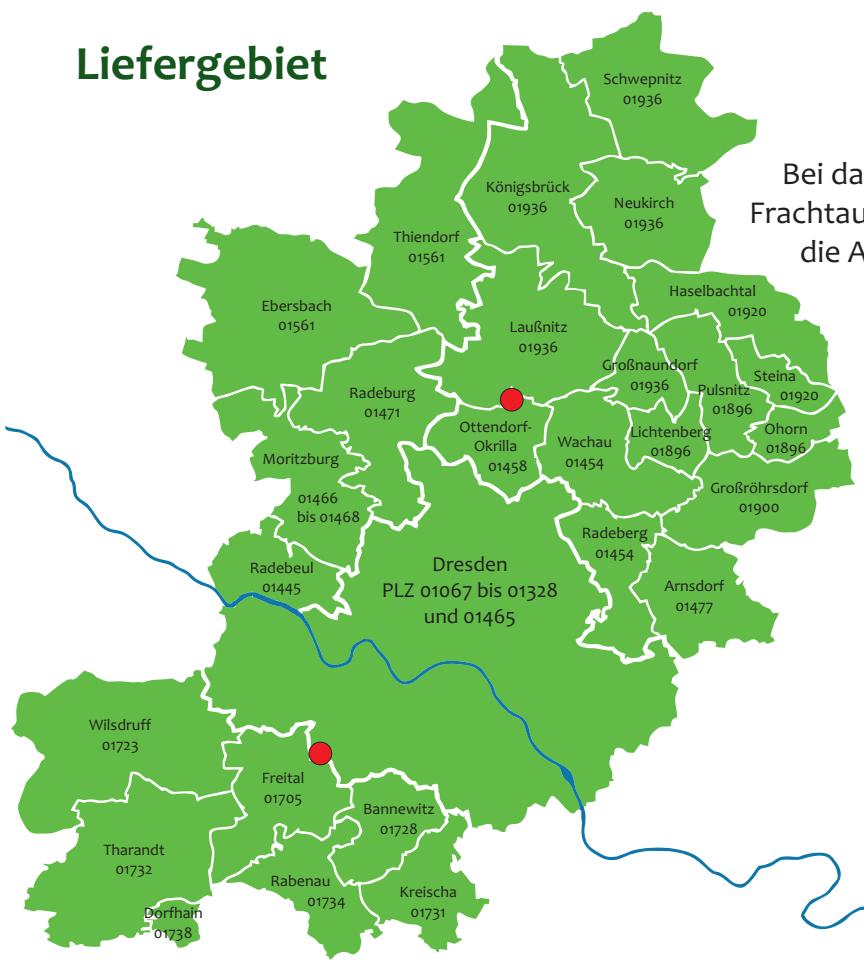 Liefergebiet
Schwepnitz
01936
Bei da
Frachtau
die A
Königsbrück
01936
Neukirch
01936
Thiendorf
01561
Haselbachtal
01920
Ebersbach
01561
Laußnitz
01936
Großnaundorf
01936
Steina
01920
Pulsnitz
01896
Radeburg
01471
Ottendorf-
Okrilla
01458
Wachau
01454
Lichtenberg
01896
Ohorn
01896
Moritzburg
01466
bis 01468
Großröhrsdorf
01900
Radeberg
01454
Radebeul
01445
Dresden
PLZ 01067 bis 01328
und 01465
Arnsdorf
01477
Wilsdruff
01723
Freital
01705
Bannewitz
01728
Tharandt
01732
Rabenau
01734
Kreischa
01731
Dorfhain
01738